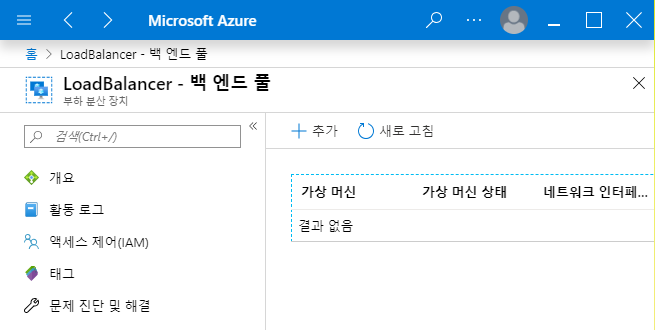 Microsoft Azure
홈 > LoadBalancer - 백 엔드 풀
LoadBalancer - 백 엔드 풀
부하 분산 장치
검색(Ctrl+/)
«
개요
활동 로그
액세스 제어(IAM)
태그
문제 진단 및 해결
+ 추가 새로 고침
가상 머신 가상 머신 상태 네트워크 인터페...
결과 없음